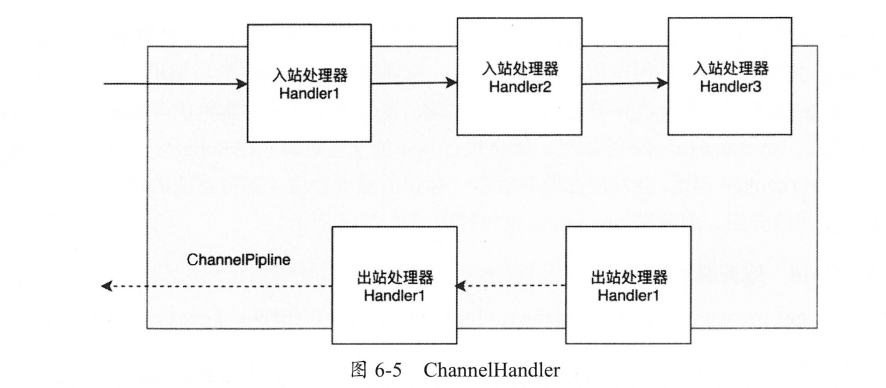 入站处理器
Handler1
入站处理器
Handler2
入站处理器
Handler3
ChannelPipline
出站处理器
Handler1
出站处理器
Handler1
图 6-5 ChannelHandler